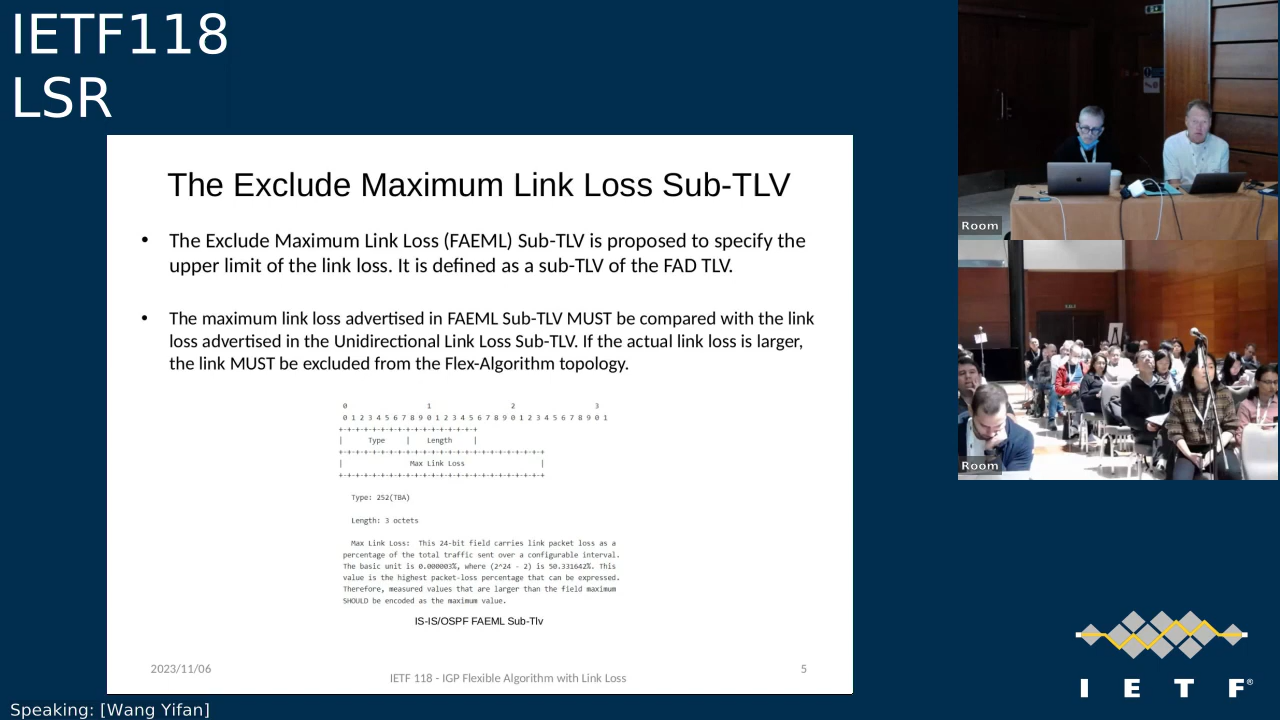 IETF118
LSR
The Exclude Maximum Link Loss Sub-TLV
• The Exclude Maximum Link Loss (FAEML) Sub-TLV is proposed to specify the
upper limit of the link loss. It is defined as a sub-TLV of the FAD TLV.
• The maximum link loss advertised in FAEML Sub-TLV MUST be compared with the link
loss advertised in the Unidirectional Link Loss Sub-TLV. If the actual link loss is larger,
the link MUST be excluded from the Flex-Algorithm topology.
0 1 2 3
0 1 2 3 4 5 6 7 8 9 0 1 2 3 4 5 6 7 8 9 0 1 2 3 4 5 6 7 8 9 0 1
+-+-+-+-+-+-+-+-+-+-+-+-+-+-+-+-+
| Type | Length |
+-+-+-+-+-+-+-+-+-+-+-+-+-+-+-+-+-+-+-+-+-+-+-+-+
| Max Link Loss |
+-+-+-+-+-+-+-+-+-+-+-+-+-+-+-+-+-+-+-+-+-+-+-+-+
Type: 252(TBA)
Length: 3 octets
Max Link Loss: This 24-bit field carries link packet loss as a
percentage of the total traffic sent over a configurable interval.
The basic unit is 0.000003%, where (2^24 - 2) is 50.331642%. This
value is the highest packet-loss percentage that can be expressed.
Therefore, measured values that are larger than the field maximum
SHOULD be encoded as the maximum value.
IS-IS/OSPF FAEML Sub-Tlv
2023/11/06
IETF 118 - IGP Flexible Algorithm with Link Loss
5
Room
Room
I E T F®
Speaking: [Wang Yifan]